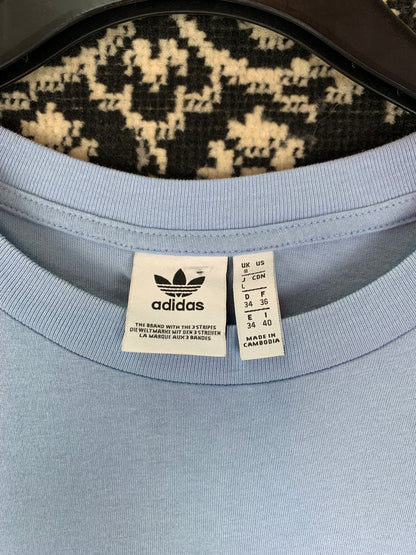 adidas
THE BRAND WITH THE 3 STRIPES
DIE WELTMARKE MIT DEN 3 STREIFEN
LA MARQUE AUX 3 BANDES
UK US
8
J CDN
L
D F
34 36
E I
34 40
MADE IN
CAMBODIA